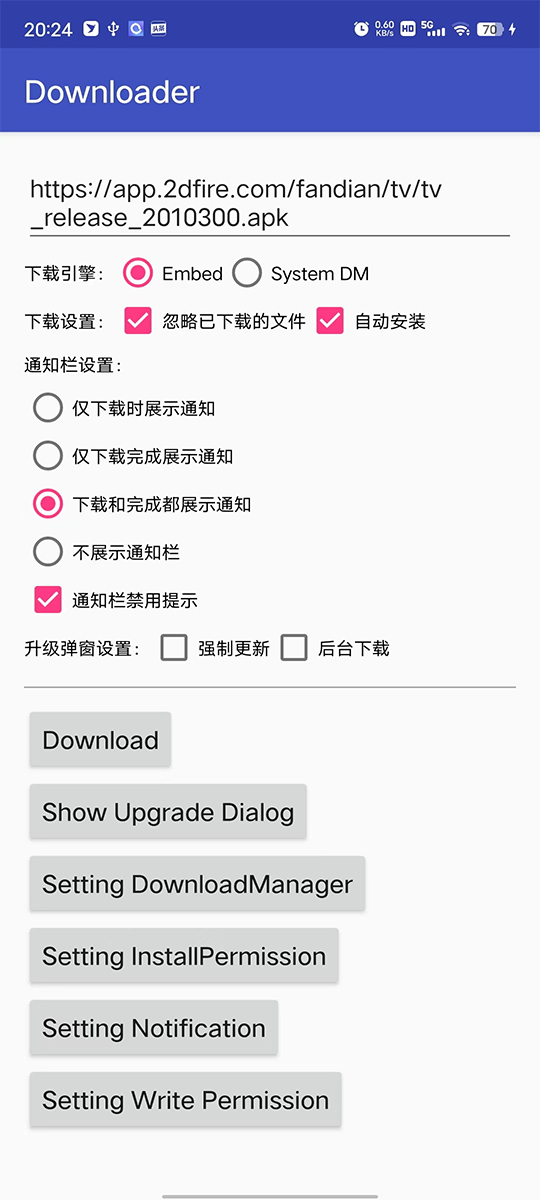 20:24 头条 0.60 KB/s HD 5G 70
Downloader
https://app.2dfire.com/fandian/tv/tv
_release_2010300.apk
下载引擎： Embed System DM
下载设置： 忽略已下载的文件 自动安装
通知栏设置：
仅下载时展示通知
仅下载完成展示通知
下载和完成都展示通知
不展示通知栏
通知栏禁用提示
升级弹窗设置： 强制更新 后台下载
Download
Show Upgrade Dialog
Setting DownloadManager
Setting InstallPermission
Setting Notification
Setting Write Permission